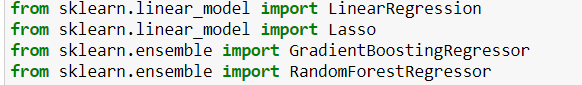 from sklearn.linear_model import LinearRegression
from sklearn.linear_model import Lasso
from sklearn.ensemble import GradientBoostingRegressor
from sklearn.ensemble import RandomForestRegressor